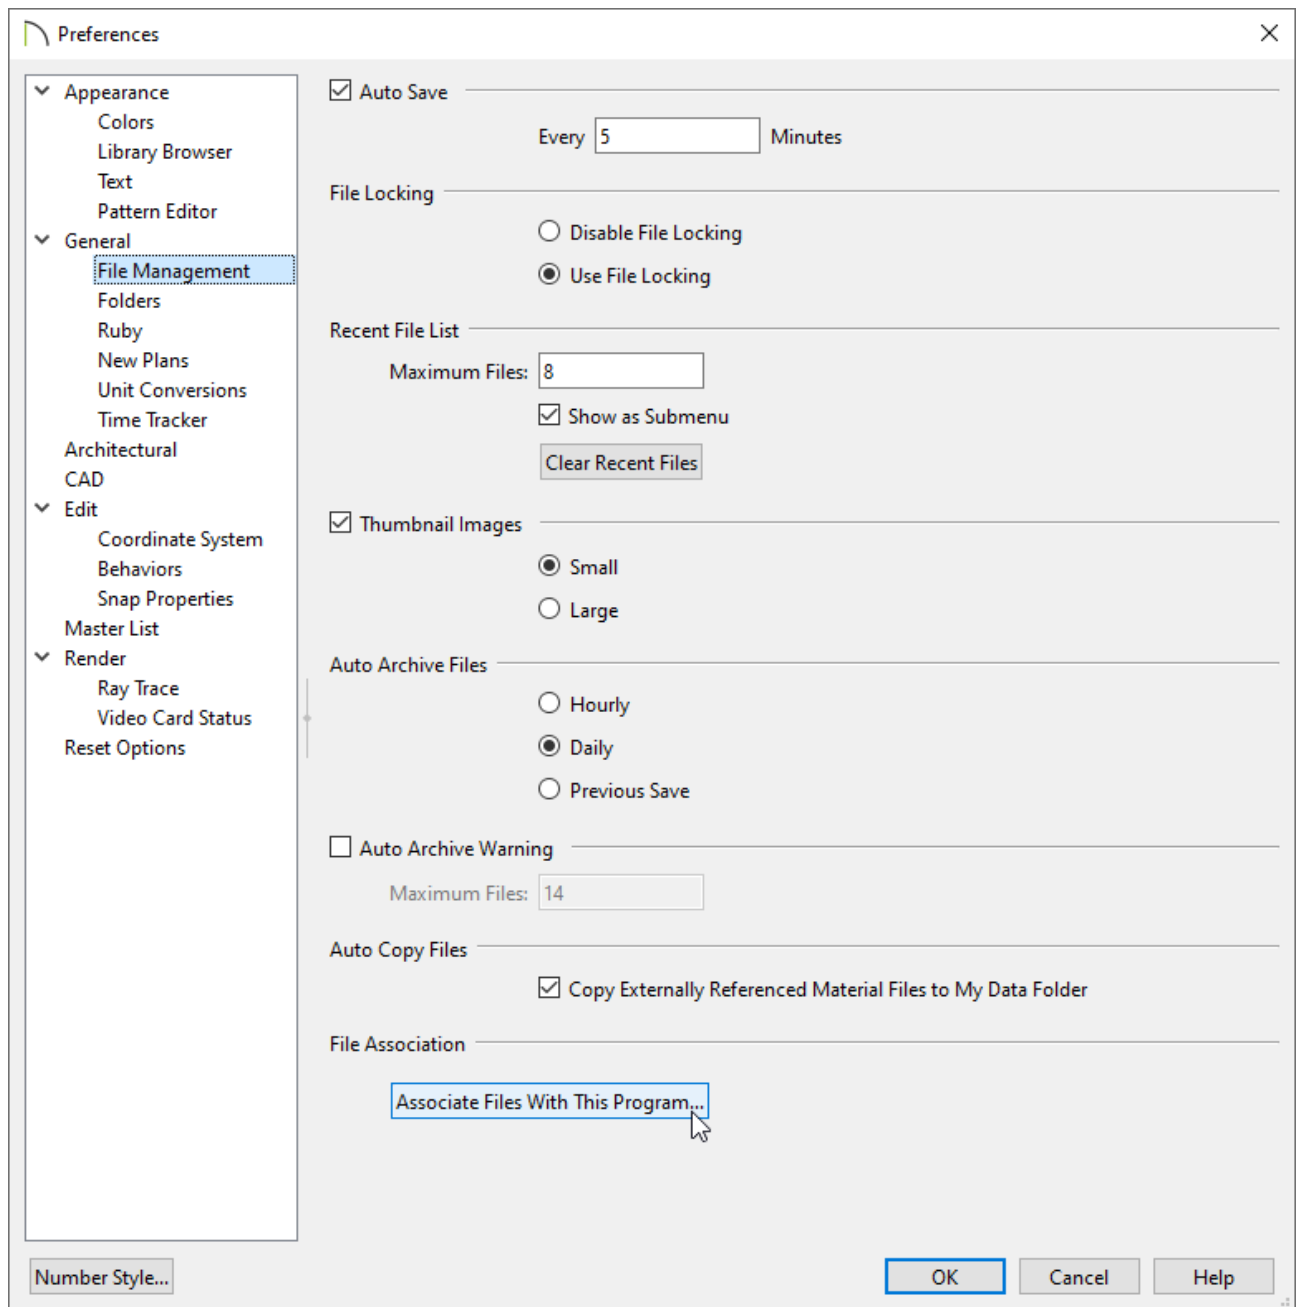 Preferences
Appearance
Colors
Library Browser
Text
Pattern Editor
General
File Management
Folders
Ruby
New Plans
Unit Conversions
Time Tracker
Architectural
CAD
Edit
Coordinate System
Behaviors
Snap Properties
Master List
Render
Ray Trace
Video Card Status
Reset Options
Auto Save
Every 5 Minutes
File Locking
Disable File Locking
Use File Locking
Recent File List
Maximum Files: 8
Show as Submenu
Clear Recent Files
Thumbnail Images
Small
Large
Auto Archive Files
Hourly
Daily
Previous Save
Auto Archive Warning
Maximum Files: 14
Auto Copy Files
Copy Externally Referenced Material Files to My Data Folder
File Association
Associate Files With This Program...
Number Style... OK Cancel Help